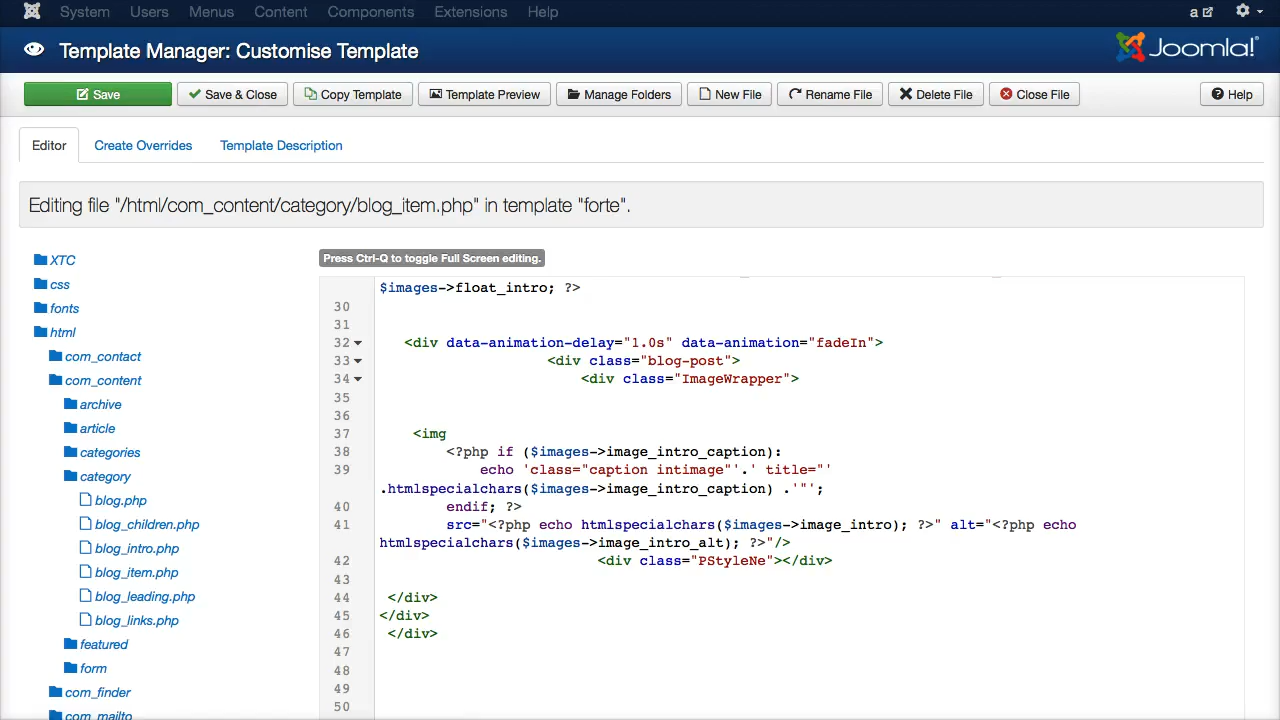 System Users Menus Content Components Extensions Help a
Template Manager: Customise Template Joomla!®
Save Save & Close Copy Template Template Preview Manage Folders New File Rename File Delete File Close File Help
Editor Create Overrides Template Description
Editing file "/html/com_content/category/blog_item.php" in template "forte".
XTC
css
fonts
html
com_contact
com_content
archive
article
categories
category
blog.php
blog_children.php
blog_intro.php
blog_item.php
blog_leading.php
blog_links.php
featured
form
com_finder
com_mailto
Press Ctrl-Q to toggle Full Screen editing.
$images->float_intro; ?>
30
31
32 <div data-animation-delay="1.0s" data-animation="fadeIn">
33 <div class="blog-post">
34 <div class="ImageWrapper">
35
36
37 <img
38 <?php if ($images->image_intro_caption):
39 echo 'class="caption intimage"'.' title="'
.htmlspecialchars($images->image_intro_caption) .'"';
40 endif; ?>
41 src="<?php echo htmlspecialchars($images->image_intro); ?>" alt="<?php echo
htmlspecialchars($images->image_intro_alt); ?>"/>
42 <div class="PStyleNe"></div>
43
44 </div>
45 </div>
46 </div>
47
48
49
50